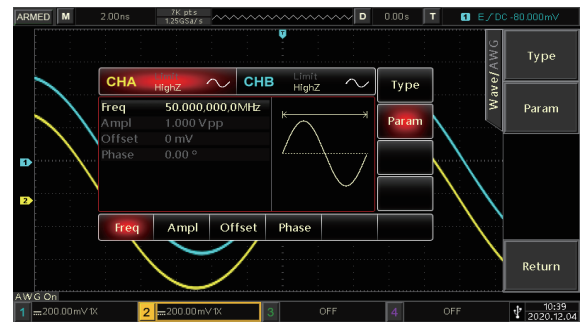 ARMED M 2.00ns 7K pts 1.25GSa/s D 0.00s T 1 E DC -80.000mV
T
Wave/AWG
Type
Param
Return
CHA Limit HighZ
CHB Limit HighZ
Type
Param
Freq 50.000,000,0MHz
Ampl 1.000 Vpp
Offset 0 mV
Phase 0.00 °
1
2
Freq Ampl Offset Phase
AWG On
1 200.00mV 1X 2 200.00mV 1X 3 OFF 4 OFF 10:39
2020.12.04